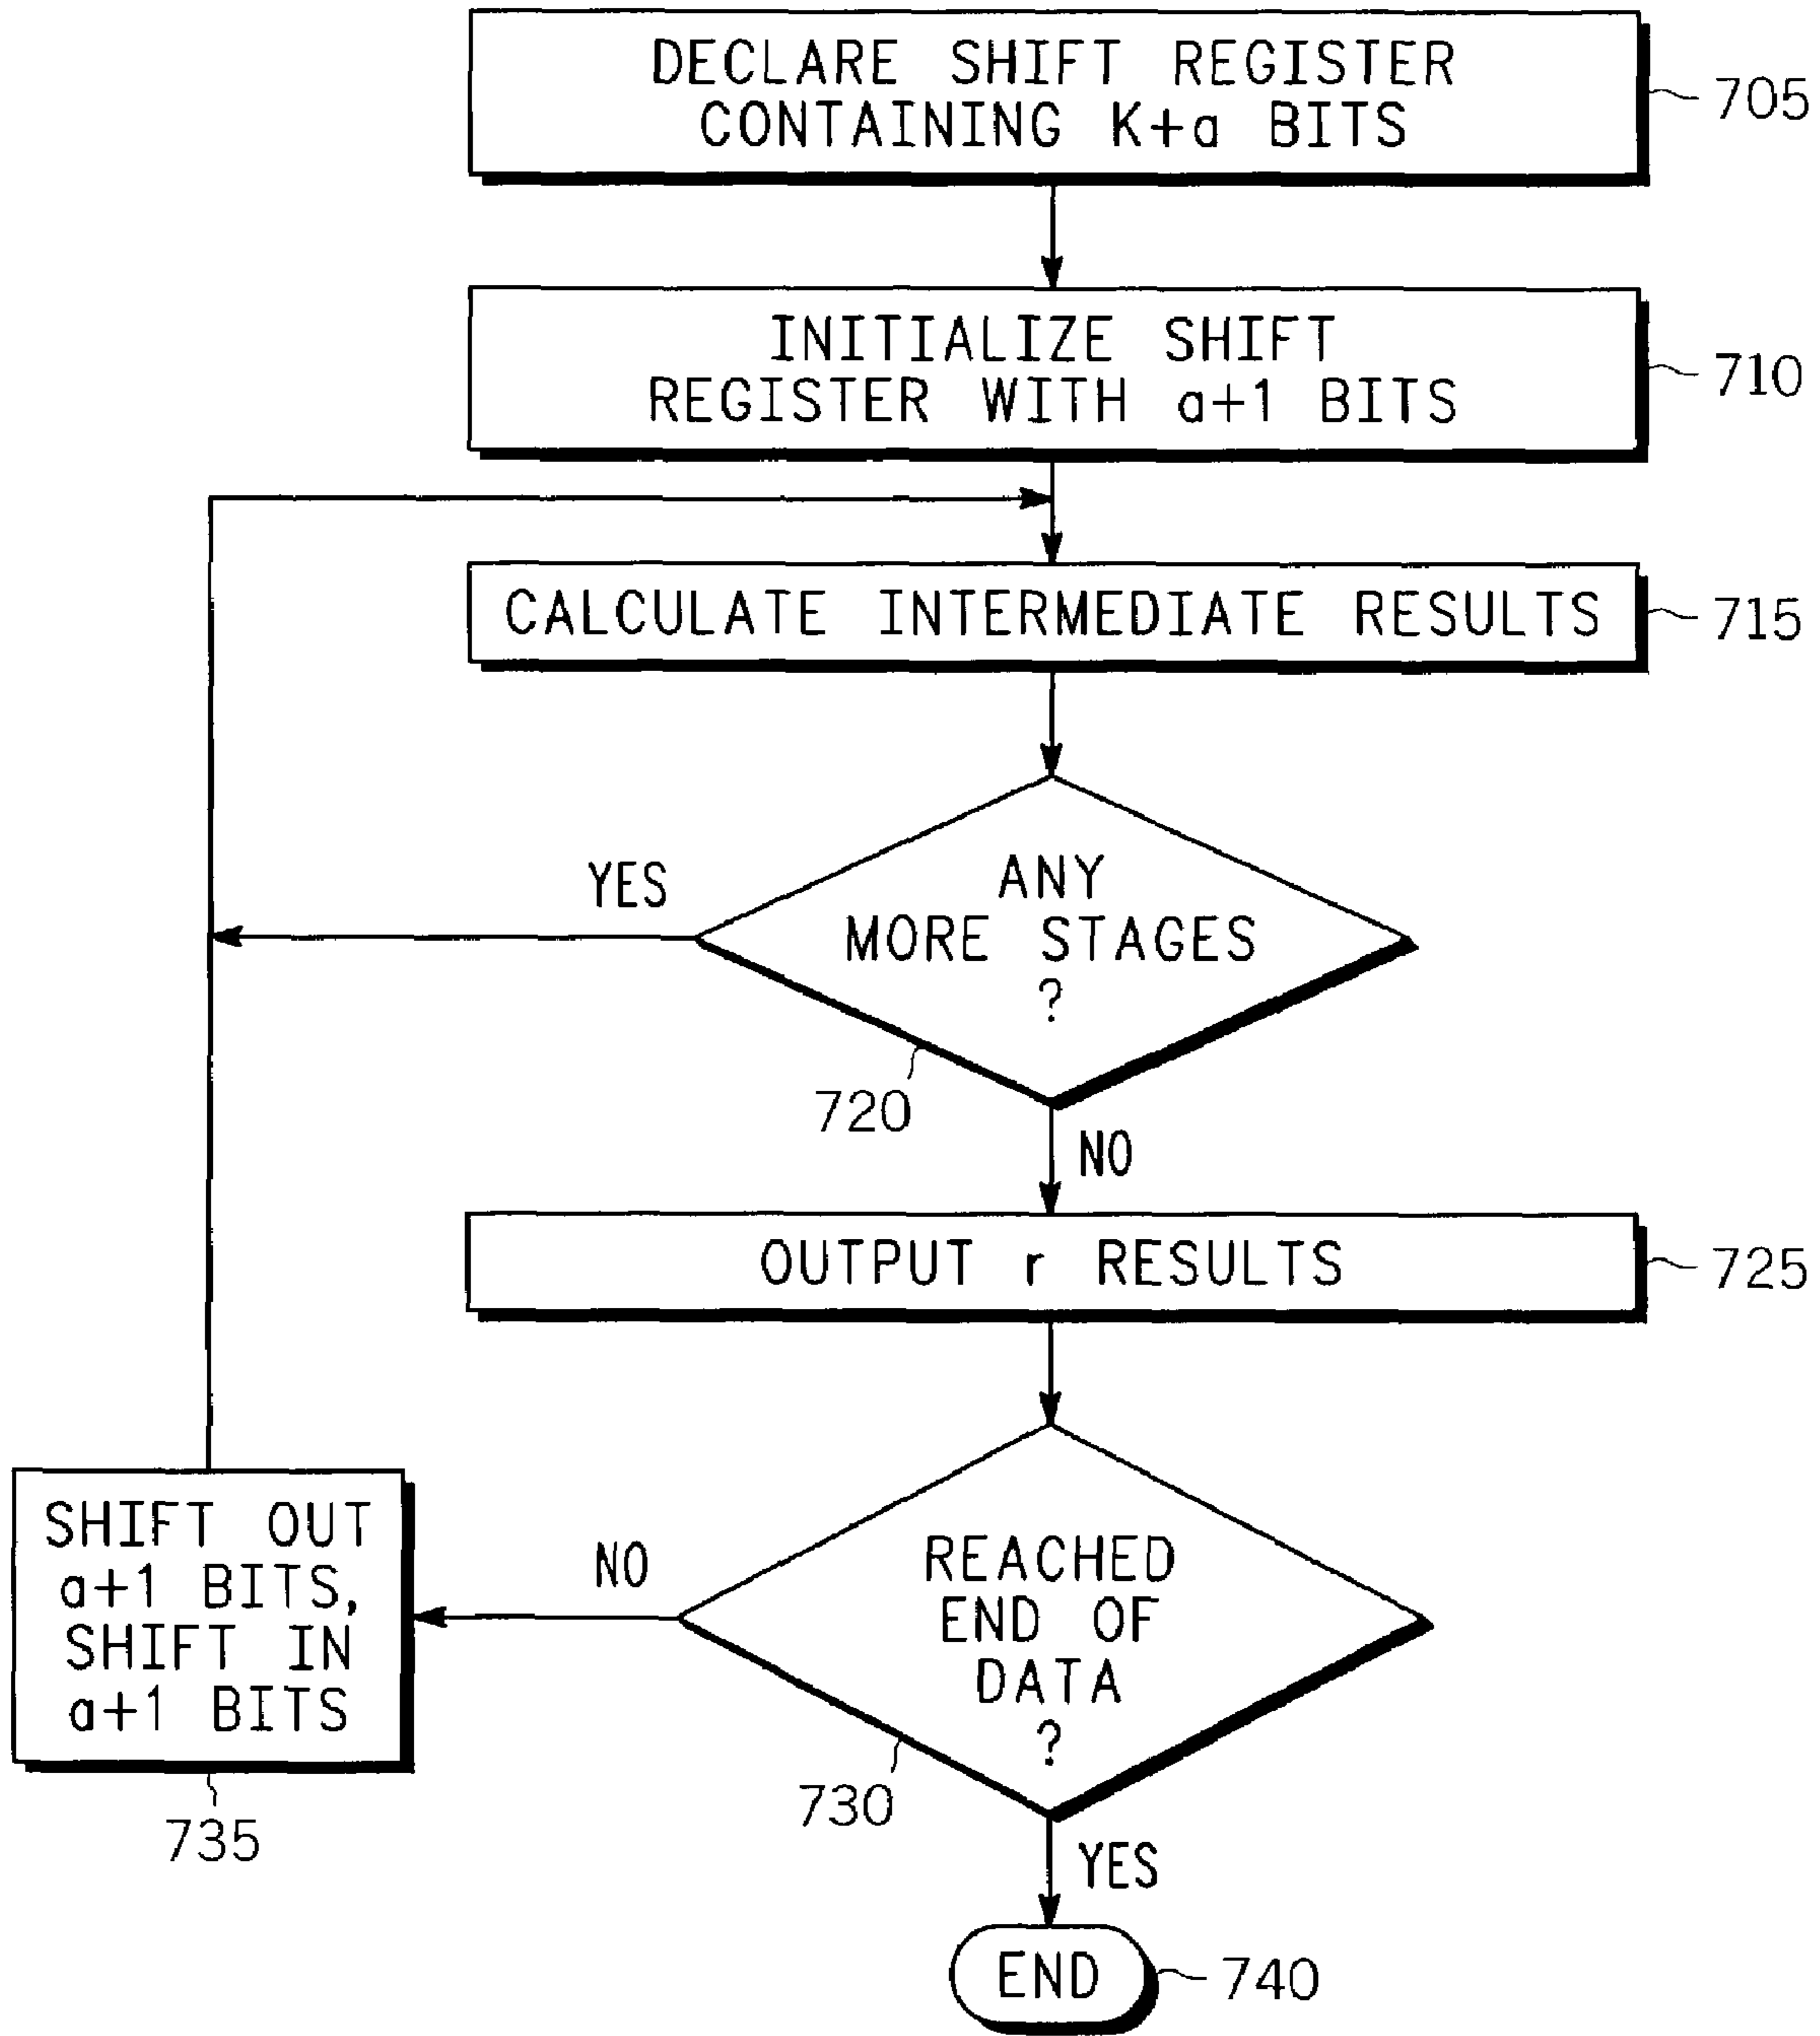 DECLARE SHIFT REGISTER
CONTAINING K+a BITS
705
INITIALIZE SHIFT
REGISTER WITH a+1 BITS
710
CALCULATE INTERMEDIATE RESULTS
715
ANY
MORE STAGES
?
YES
720
NO
OUTPUT r RESULTS
725
REACHED
END OF
DATA
?
NO
730
SHIFT OUT
a+1 BITS,
SHIFT IN
a+1 BITS
735
YES
END
740